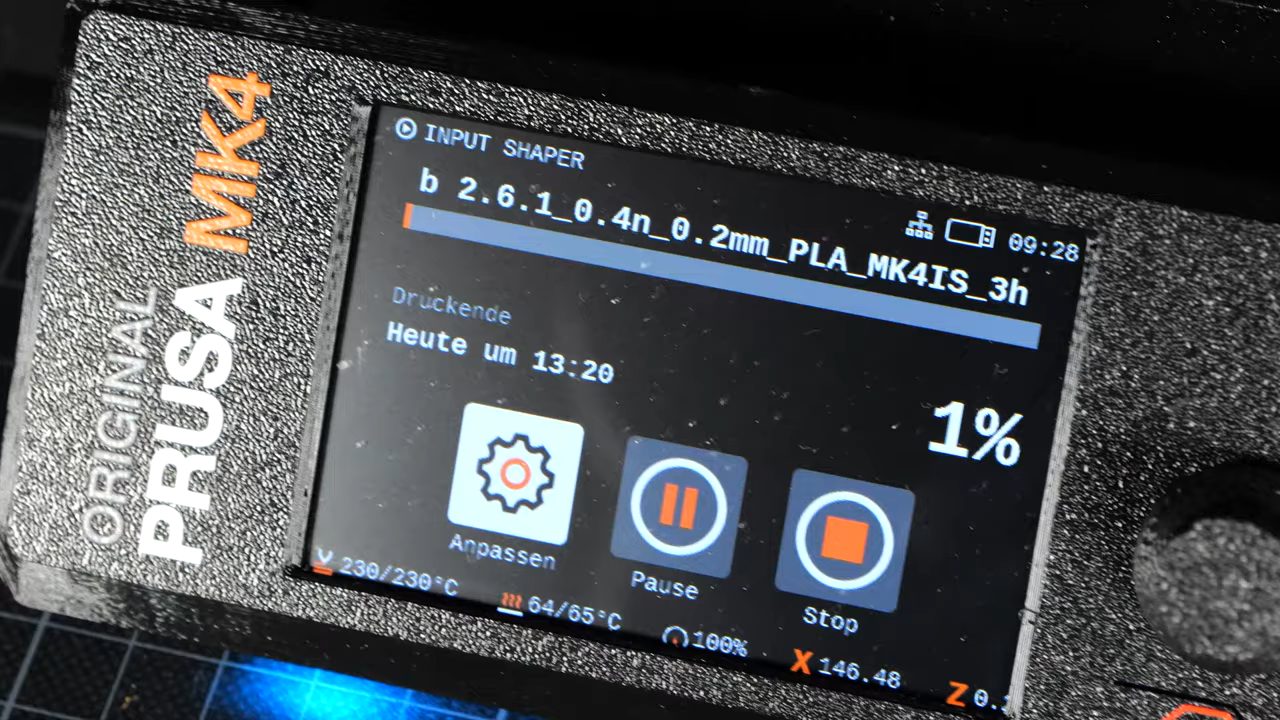 ORIGINAL
PRUSA MK4
INPUT SHAPER
09:28
b 2.6.1_0.4n_0.2mm_PLA_MK4IS_3h
Druckende
Heute um 13:20
1%
Anpassen
Pause
Stop
230/230°C
64/65°C
100%
X 146.48
Z 0.